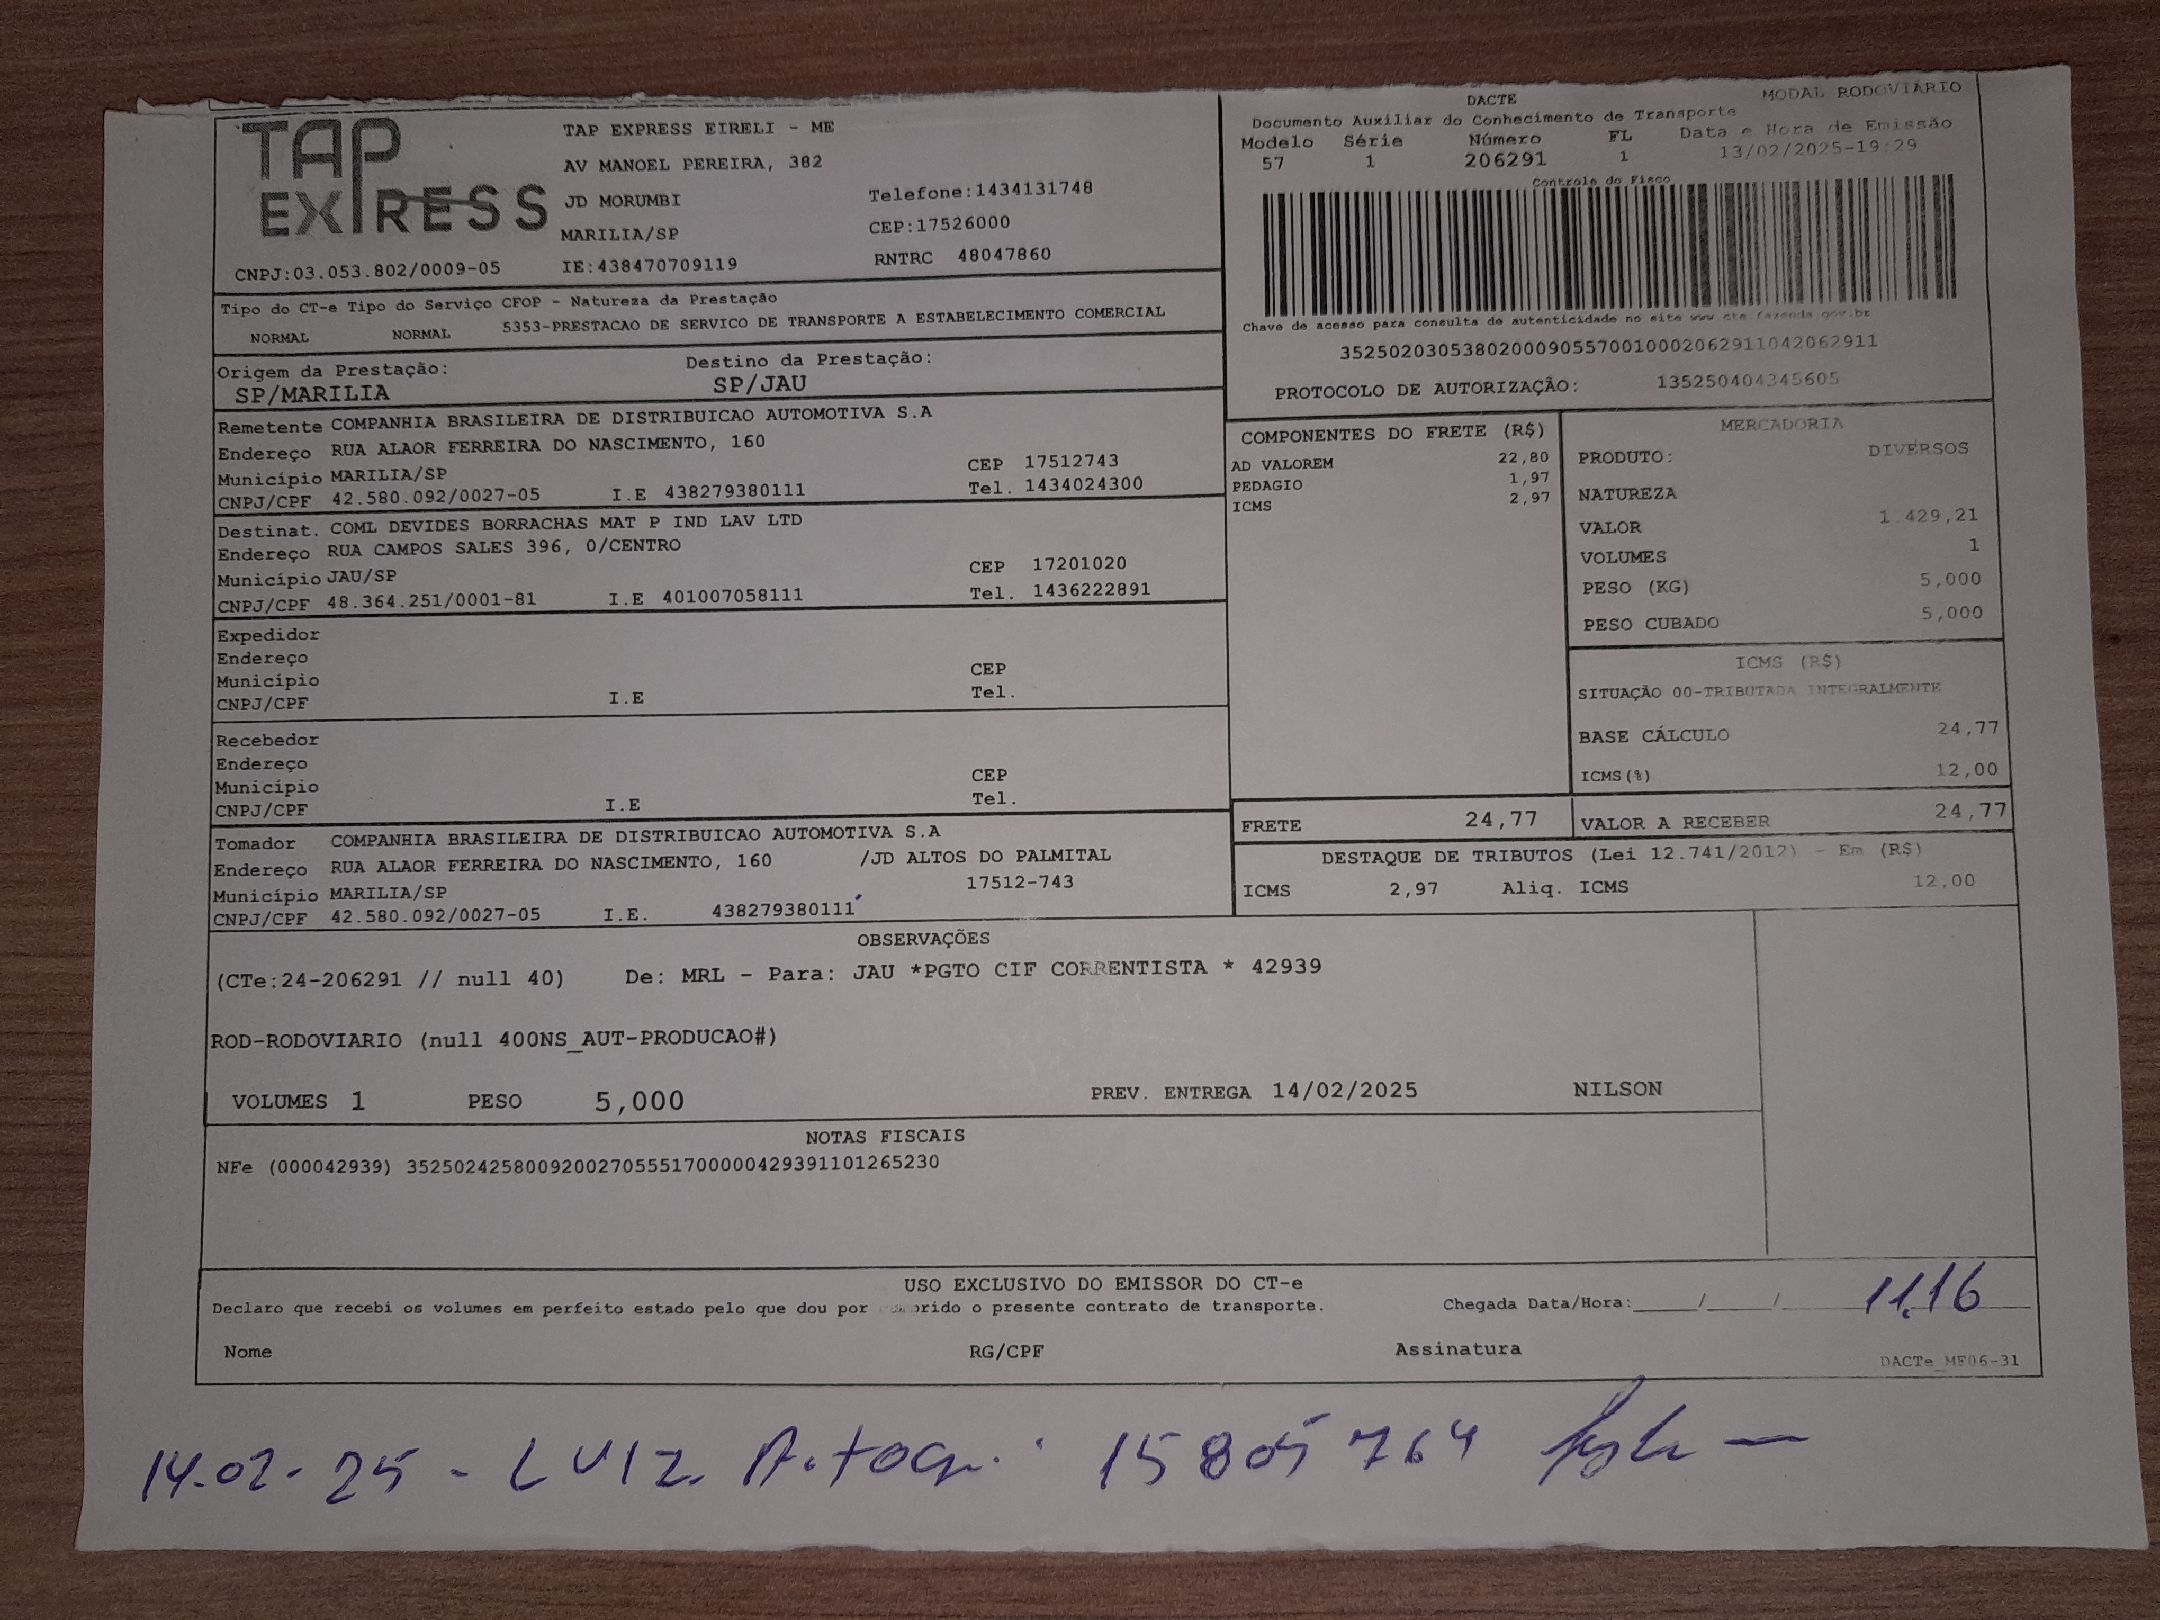 TAP EXPRESS
TAP EXPRESS EIRELI - ME
AV MANOEL PEREIRA, 382
JD MORUMBI Telefone:1434131748
MARILIA/SP CEP:17526000
CNPJ:03.053.802/0009-05 IE:438470709119 RNTRC 48047860
DACTE MODAL RODOVIÁRIO
Documento Auxiliar do Conhecimento de Transporte
Modelo Série Número FL Data e Hora de Emissão
57 1 206291 1 13/02/2025-19:29
Controle do Fisco
Chave de acesso para consulta de autenticidade no site www.cte.fazenda.gov.br
35250203053802000905570010002062911042062911
PROTOCOLO DE AUTORIZAÇÃO: 135250404345605
Tipo do CT-e Tipo do Serviço CFOP - Natureza da Prestação
NORMAL NORMAL 5353-PRESTACAO DE SERVICO DE TRANSPORTE A ESTABELECIMENTO COMERCIAL
Origem da Prestação: Destino da Prestação:
SP/MARILIA SP/JAU
Remetente COMPANHIA BRASILEIRA DE DISTRIBUICAO AUTOMOTIVA S.A
Endereço RUA ALAOR FERREIRA DO NASCIMENTO, 160
Município MARILIA/SP CEP 17512743
CNPJ/CPF 42.580.092/0027-05 I.E 438279380111 Tel. 1434024300
Destinat. COML DEVIDES BORRACHAS MAT P IND LAV LTD
Endereço RUA CAMPOS SALES 396, 0/CENTRO
Município JAU/SP CEP 17201020
CNPJ/CPF 48.364.251/0001-81 I.E 401007058111 Tel. 1436222891
Expedidor
Endereço
Município CEP
CNPJ/CPF I.E Tel.
Recebedor
Endereço
Município CEP
CNPJ/CPF I.E Tel.
Tomador COMPANHIA BRASILEIRA DE DISTRIBUICAO AUTOMOTIVA S.A
Endereço RUA ALAOR FERREIRA DO NASCIMENTO, 160 /JD ALTOS DO PALMITAL
Município MARILIA/SP 17512-743
CNPJ/CPF 42.580.092/0027-05 I.E. 438279380111
COMPONENTES DO FRETE (R$)
AD VALOREM 22,80
PEDAGIO 1,97
ICMS 2,97
MERCADORIA
PRODUTO: DIVERSOS
NATUREZA
VALOR 1.429,21
VOLUMES 1
PESO (KG) 5,000
PESO CUBADO 5,000
ICMS (R$)
SITUAÇÃO 00-TRIBUTADA INTEGRALMENTE
BASE CÁLCULO 24,77
ICMS(%) 12,00
FRETE 24,77 VALOR A RECEBER 24,77
DESTAQUE DE TRIBUTOS (Lei 12.741/2012) - Em (R$)
ICMS 2,97 Aliq. ICMS 12,00
OBSERVAÇÕES
(CTe:24-206291 // null 40) De: MRL - Para: JAU *PGTO CIF CORRENTISTA * 42939
ROD-RODOVIARIO (null 400NS_AUT-PRODUCAO#)
VOLUMES 1 PESO 5,000 PREV. ENTREGA 14/02/2025 NILSON
NOTAS FISCAIS
NFe (000042939) 35250242580092002705551700000429391101265230
USO EXCLUSIVO DO EMISSOR DO CT-e
Declaro que recebi os volumes em perfeito estado pelo que dou por cumprido o presente contrato de transporte. Chegada Data/Hora:____/____/____ 11.16
Nome RG/CPF Assinatura
DACTe_MF06-31
14.02-25 - LUIZ. 15805764